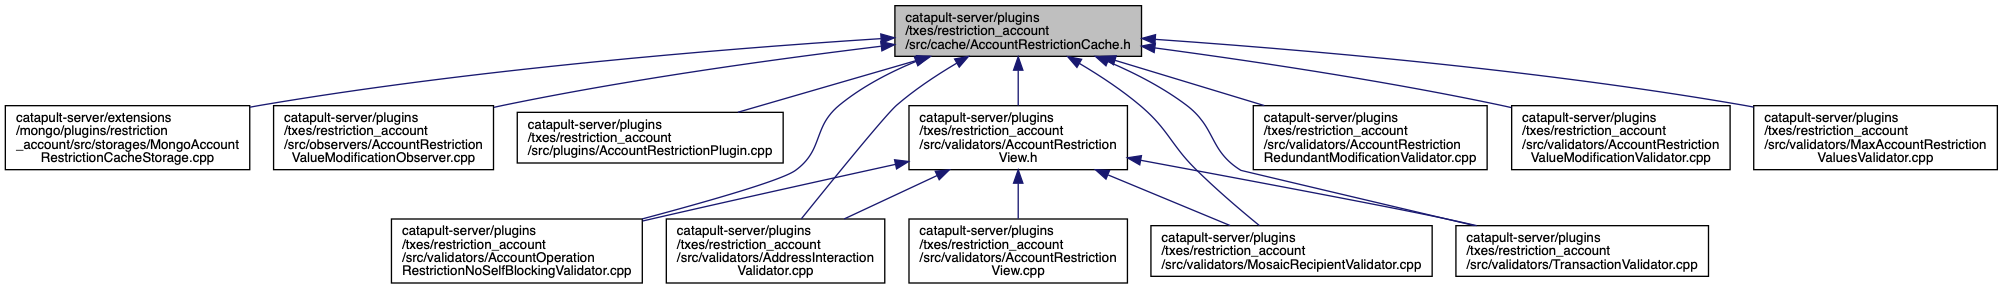 catapult-server/plugins
/txes/restriction_account
/src/cache/AccountRestrictionCache.h
catapult-server/extensions
/mongo/plugins/restriction
_account/src/storages/MongoAccount
RestrictionCacheStorage.cpp
catapult-server/plugins
/txes/restriction_account
/src/observers/AccountRestriction
ValueModificationObserver.cpp
catapult-server/plugins
/txes/restriction_account
/src/plugins/AccountRestrictionPlugin.cpp
catapult-server/plugins
/txes/restriction_account
/src/validators/AccountRestriction
View.h
catapult-server/plugins
/txes/restriction_account
/src/validators/AccountRestriction
RedundantModificationValidator.cpp
catapult-server/plugins
/txes/restriction_account
/src/validators/AccountRestriction
ValueModificationValidator.cpp
catapult-server/plugins
/txes/restriction_account
/src/validators/MaxAccountRestriction
ValuesValidator.cpp
catapult-server/plugins
/txes/restriction_account
/src/validators/AccountOperation
RestrictionNoSelfBlockingValidator.cpp
catapult-server/plugins
/txes/restriction_account
/src/validators/AddressInteraction
Validator.cpp
catapult-server/plugins
/txes/restriction_account
/src/validators/AccountRestriction
View.cpp
catapult-server/plugins
/txes/restriction_account
/src/validators/MosaicRecipientValidator.cpp
catapult-server/plugins
/txes/restriction_account
/src/validators/TransactionValidator.cpp